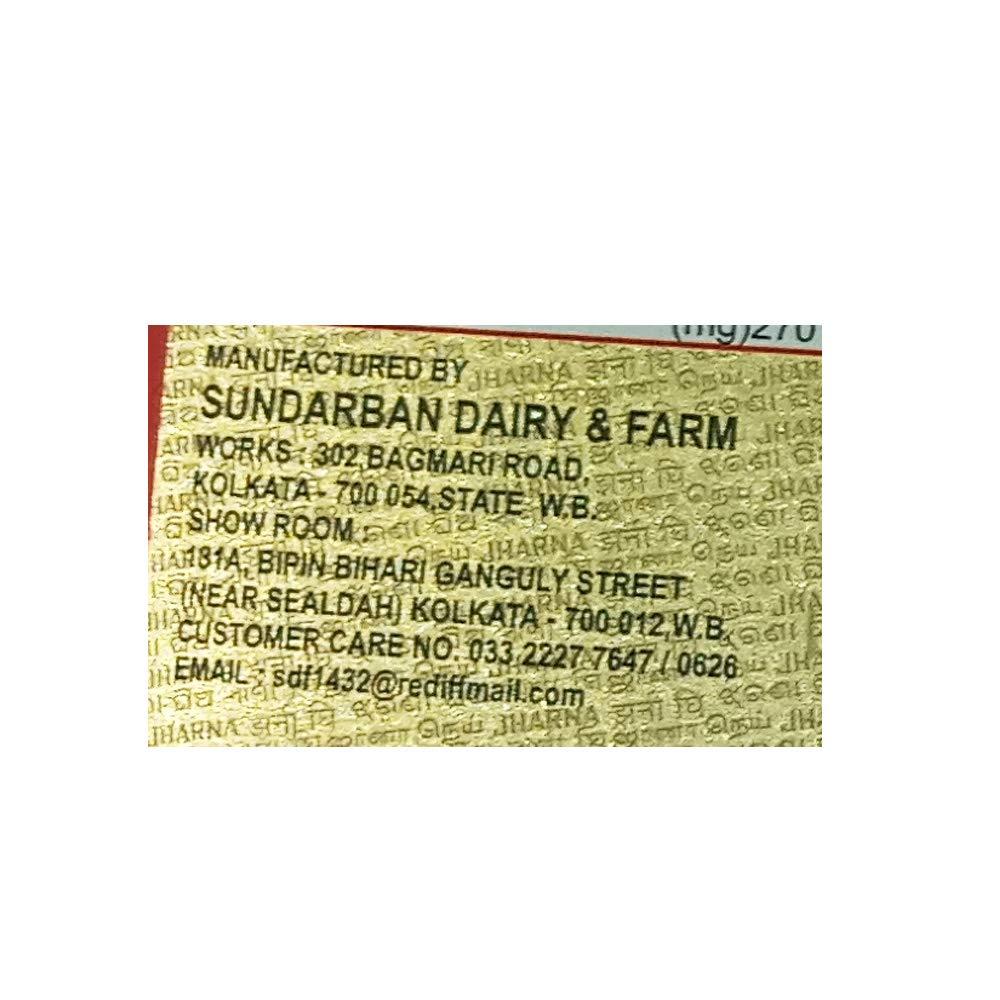 (mg)270
MANUFACTURED BY
SUNDARBAN DAIRY & FARM
WORKS : 302,BAGMARI ROAD,
KOLKATA - 700 054,STATE W.B.
SHOW ROOM :
181A, BIPIN BIHARI GANGULY STREET
(NEAR SEALDAH) KOLKATA - 700 012,W.B.
CUSTOMER CARE NO. 033 2227 7647 / 0626
EMAIL : sdf1432@rediffmail.com
JHARNA